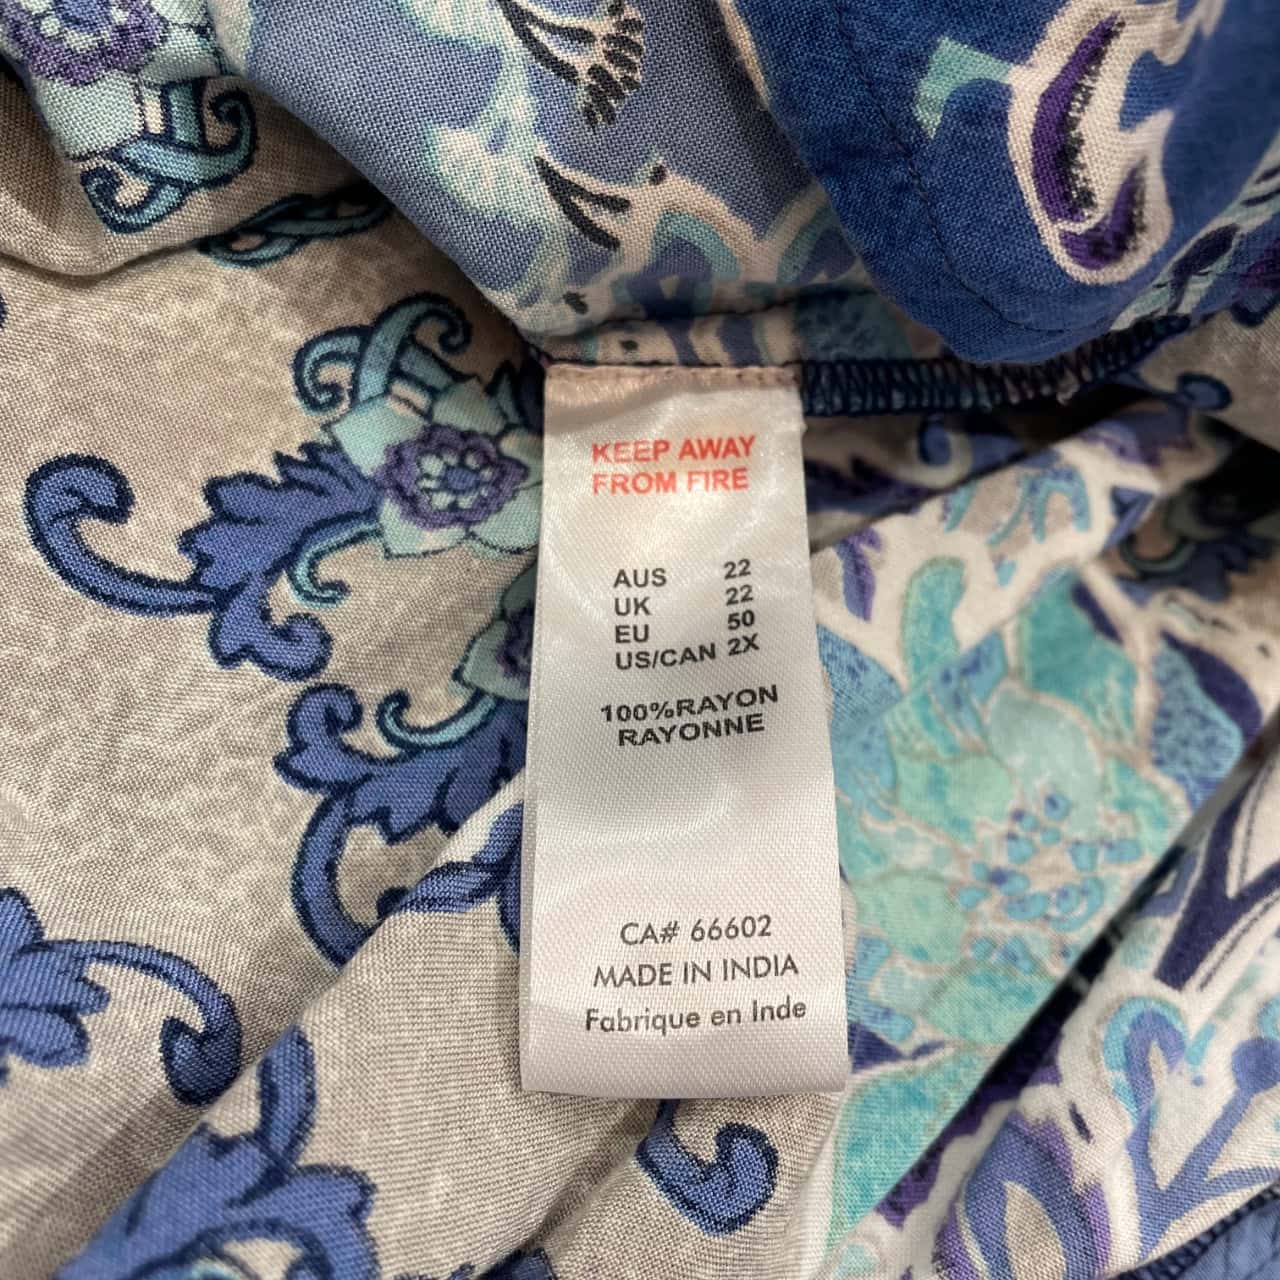 KEEP AWAY
FROM FIRE
AUS 22
UK 22
EU 50
US/CAN 2X
100%RAYON
RAYONNE
CA# 66602
MADE IN INDIA
Fabrique en Inde